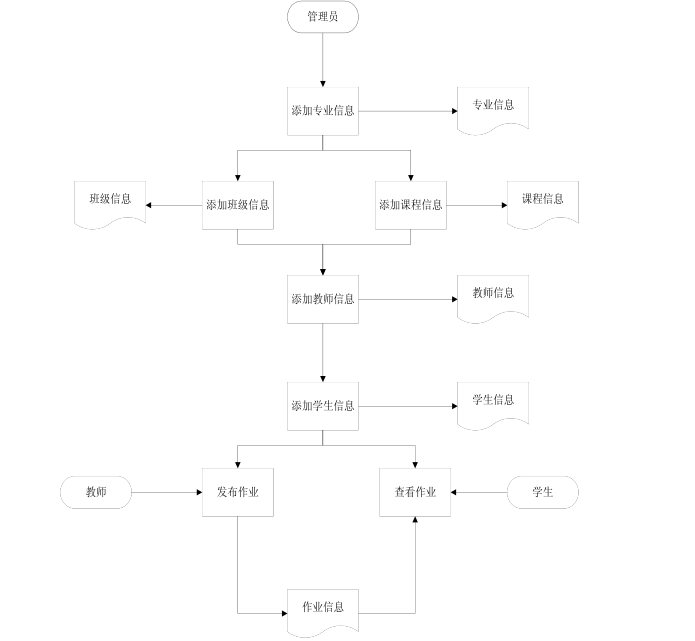 管理员
添加专业信息
专业信息
班级信息
添加班级信息
添加课程信息
课程信息
添加教师信息
教师信息
添加学生信息
学生信息
教师
发布作业
查看作业
学生
作业信息